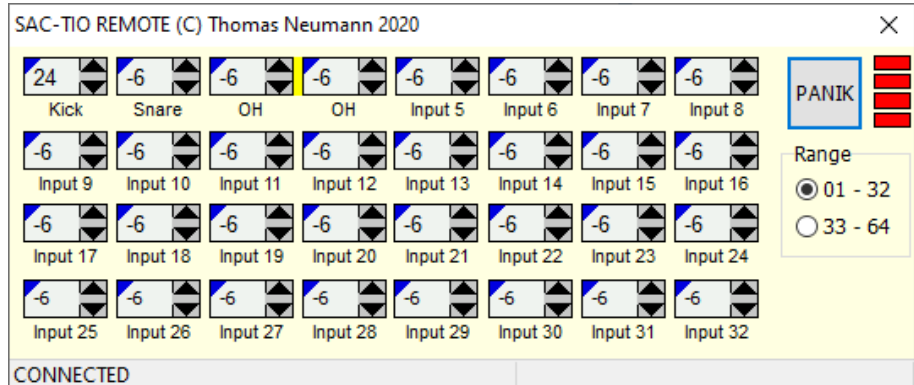 SAC-TIO REMOTE (C) Thomas Neumann 2020
24 -6 -6 -6 -6 -6 -6 -6
Kick Snare OH OH Input 5 Input 6 Input 7 Input 8
PANIK
-6 -6 -6 -6 -6 -6 -6 -6
Input 9 Input 10 Input 11 Input 12 Input 13 Input 14 Input 15 Input 16
-6 -6 -6 -6 -6 -6 -6 -6
Input 17 Input 18 Input 19 Input 20 Input 21 Input 22 Input 23 Input 24
-6 -6 -6 -6 -6 -6 -6 -6
Input 25 Input 26 Input 27 Input 28 Input 29 Input 30 Input 31 Input 32
Range
01 - 32
33 - 64
CONNECTED